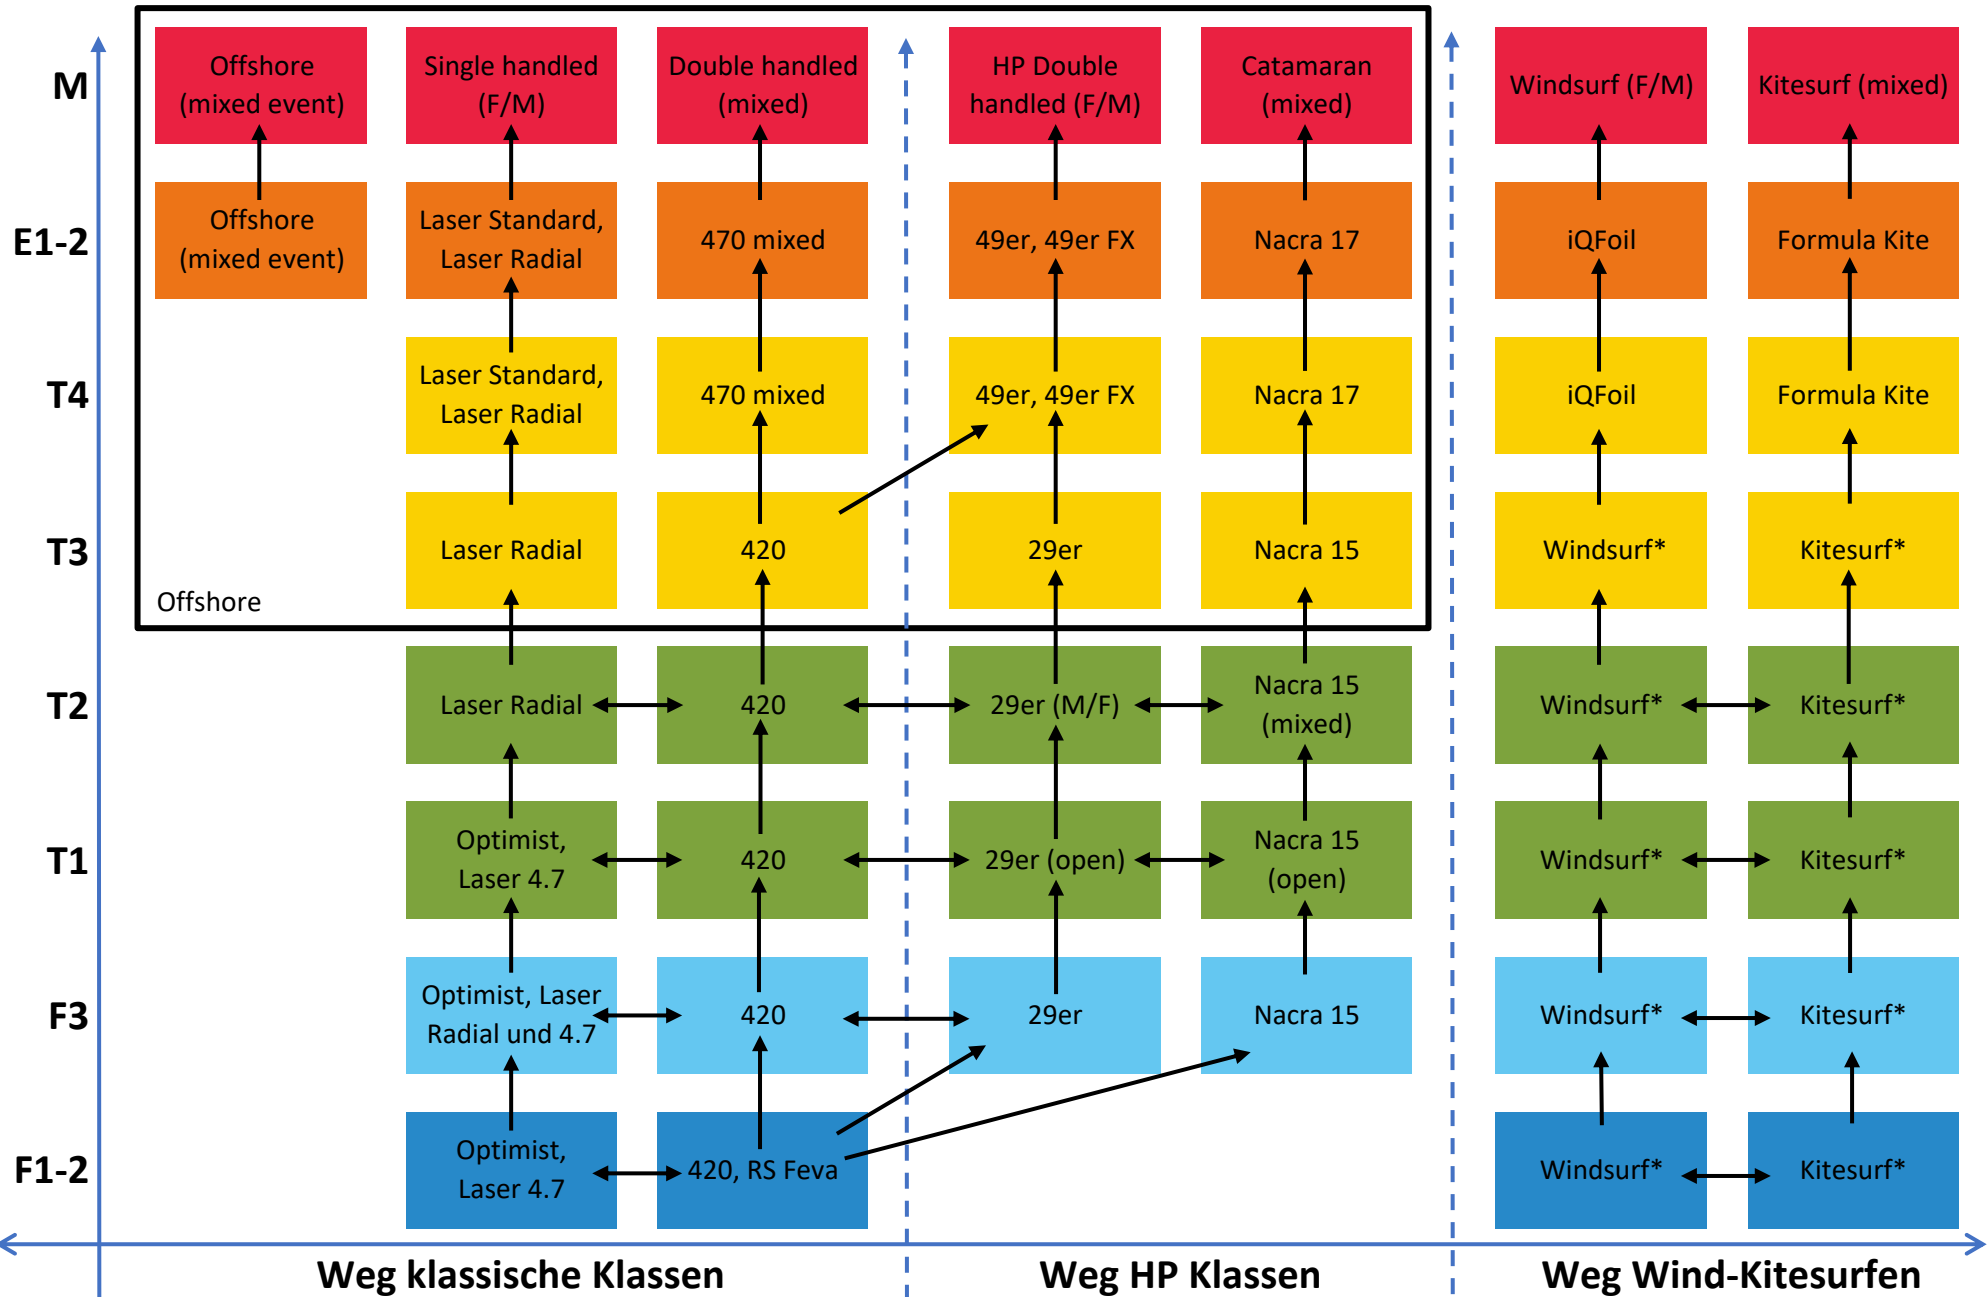 M
Offshore
(mixed event)
Single handled
(F/M)
Double handled
(mixed)
HP Double
handled (F/M)
Catamaran
(mixed)
Windsurf (F/M)
Kitesurf (mixed)
E1-2
Offshore
(mixed event)
Laser Standard,
Laser Radial
470 mixed
49er, 49er FX
Nacra 17
iQFoil
Formula Kite
T4
Laser Standard,
Laser Radial
470 mixed
49er, 49er FX
Nacra 17
iQFoil
Formula Kite
T3
Laser Radial
420
29er
Nacra 15
Windsurf*
Kitesurf*
Offshore
T2
Laser Radial
420
29er (M/F)
Nacra 15
(mixed)
Windsurf*
Kitesurf*
T1
Optimist,
Laser 4.7
420
29er (open)
Nacra 15
(open)
Windsurf*
Kitesurf*
F3
Optimist, Laser
Radial und 4.7
420
29er
Nacra 15
Windsurf*
Kitesurf*
F1-2
Optimist,
Laser 4.7
420, RS Feva
Windsurf*
Kitesurf*
Weg klassische Klassen
Weg HP Klassen
Weg Wind-Kitesurfen